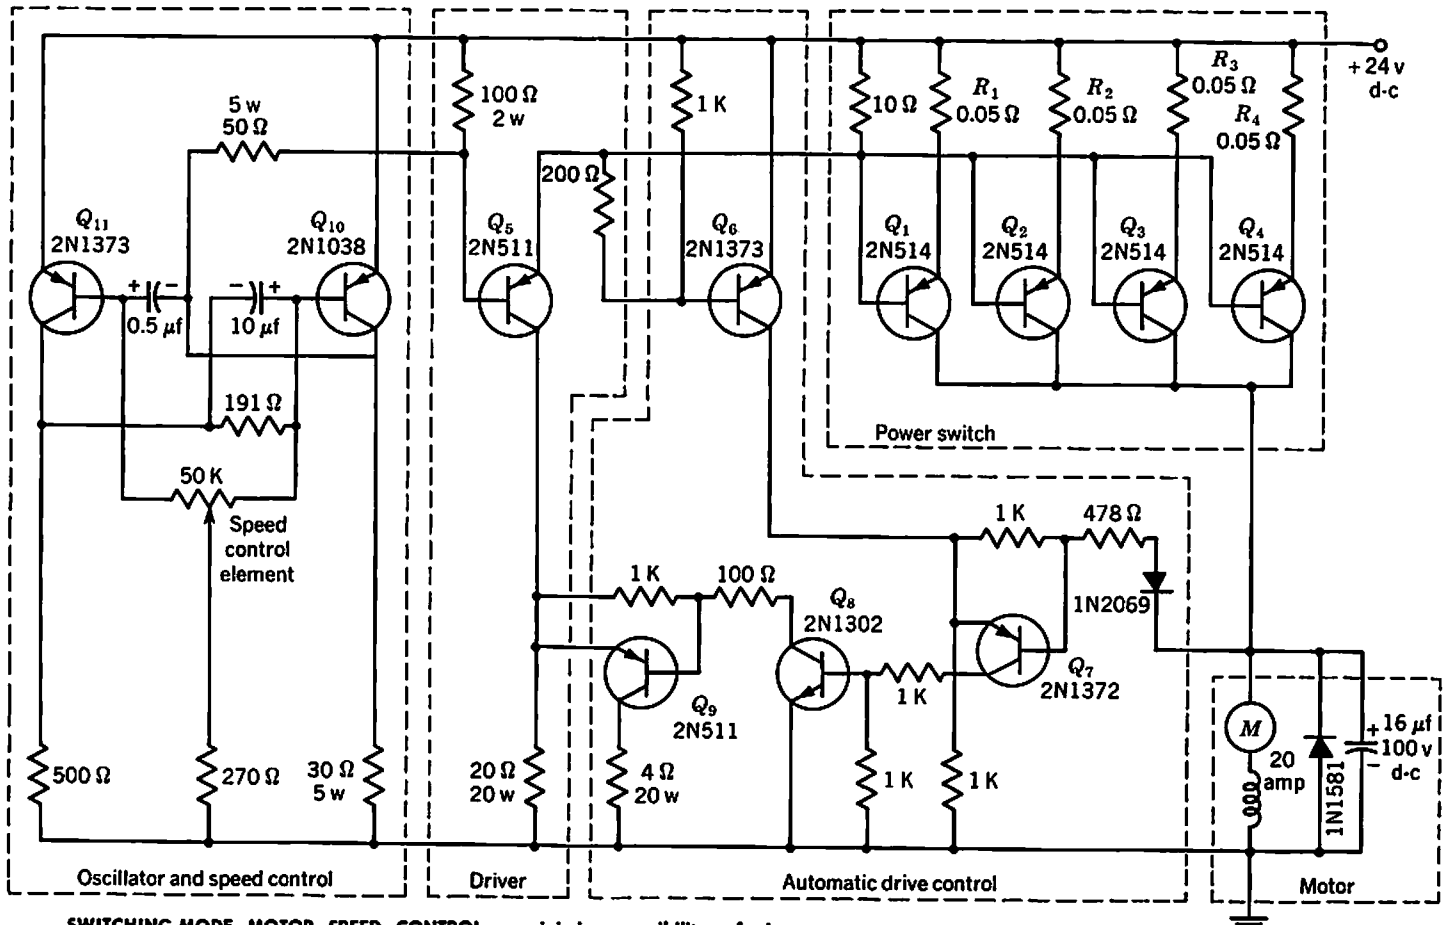 + 24 v
d-c
5 w
50 Ω
100 Ω
2 w
1 K
10 Ω
R1
0.05 Ω
R2
0.05 Ω
R3
0.05 Ω
R4
0.05 Ω
200 Ω
Q11
2N1373
Q10
2N1038
Q5
2N511
Q6
2N1373
Q1
2N514
Q2
2N514
Q3
2N514
Q4
2N514
+ −
0.5 μf
− +
10 μf
191 Ω
50 K
Speed
control
element
Power switch
1 K
478 Ω
1N2069
1 K
100 Ω
Q8
2N1302
Q7
2N1372
1 K
Q9
2N511
500 Ω
270 Ω
30 Ω
5 w
20 Ω
20 w
4 Ω
20 w
1 K
1 K
M
20
amp
1N1581
+
−
16 μf
100 v
d-c
Oscillator and speed control
Driver
Automatic drive control
Motor